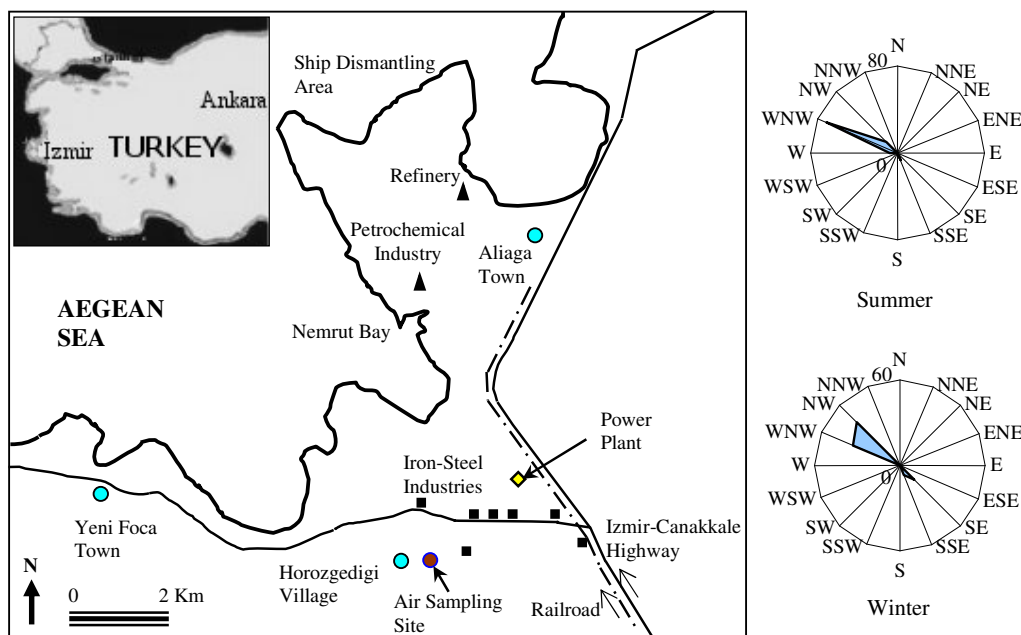 Ankara
Izmir TURKEY
Ship Dismantling
Area
Refinery
Petrochemical
Industry
Aliaga
Town
AEGEAN
SEA
Nemrut Bay
Power
Plant
Iron-Steel
Industries
Yeni Foca
Town
Izmir-Canakkale
Highway
Horozgedigi
Village
Air Sampling
Site
Railroad
N
0 2 Km
N
80
NNW NNE
NW NE
WNW ENE
W 0 E
WSW ESE
SW SE
SSW SSE
S
Summer
N
60
NNW NNE
NW NE
WNW ENE
W 0 E
WSW ESE
SW SE
SSW SSE
S
Winter